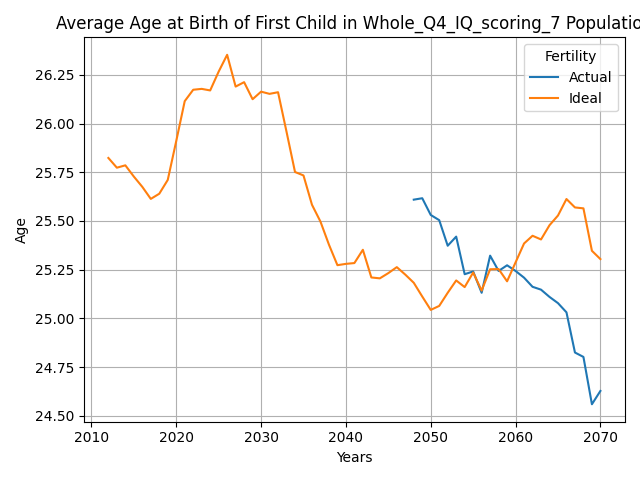 Average Age at Birth of First Child in Whole_Q4_IQ_scoring_7 Populatio
Fertility
Actual
Ideal
26.25
26.00
25.75
25.50
25.25
25.00
24.75
24.50
Age
2010 2020 2030 2040 2050 2060 2070
Years